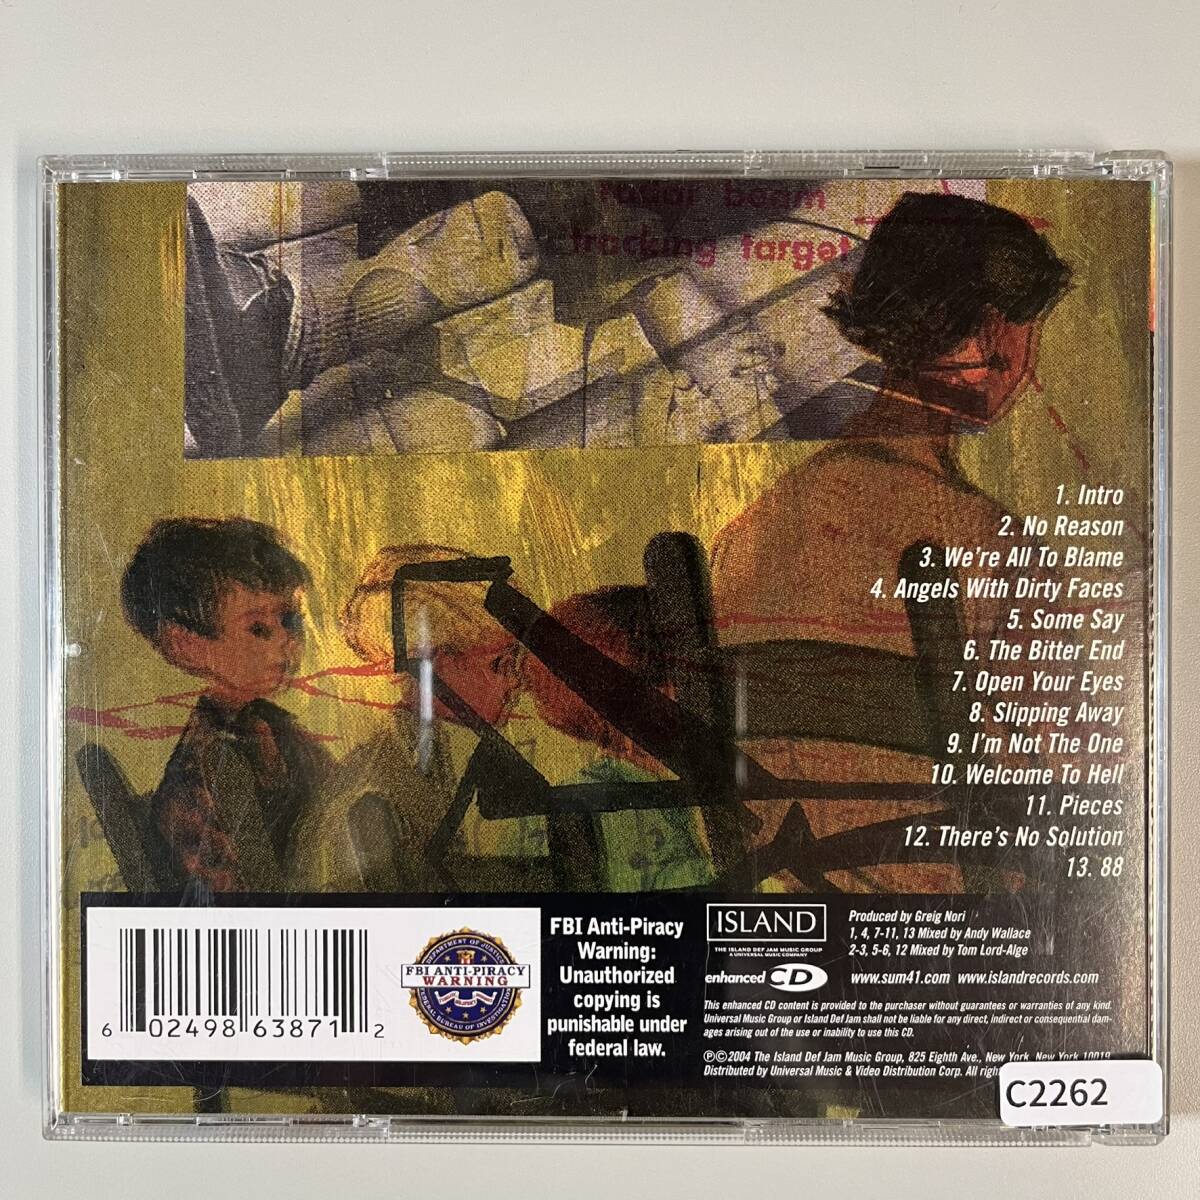 radar beam
tracking target
1. Intro
2. No Reason
3. We're All To Blame
4. Angels With Dirty Faces
5. Some Say
6. The Bitter End
7. Open Your Eyes
8. Slipping Away
9. I'm Not The One
10. Welcome To Hell
11. Pieces
12. There's No Solution
13. 88
6 02498 63871 2
DEPARTMENT OF JUSTICE
FBI ANTI-PIRACY
WARNING
FEDERAL BUREAU OF INVESTIGATION
FBI Anti-Piracy
Warning:
Unauthorized
copying is
punishable under
federal law.
ISLAND
THE ISLAND DEF JAM MUSIC GROUP
A UNIVERSAL MUSIC COMPANY
enhanced CD
Produced by Greig Nori
1, 4, 7-11, 13 Mixed by Andy Wallace
2-3, 5-6, 12 Mixed by Tom Lord-Alge
www.sum41.com www.islandrecords.com
This enhanced CD content is provided to the purchaser without guarantees or warranties of any kind.
Universal Music Group or Island Def Jam shall not be liable for any direct, indirect or consequential dam-
ages arising out of the use or inability to use this CD.
℗©2004 The Island Def Jam Music Group, 825 Eighth Ave., New York, New York 10019.
Distributed by Universal Music & Video Distribution Corp. All
C2262